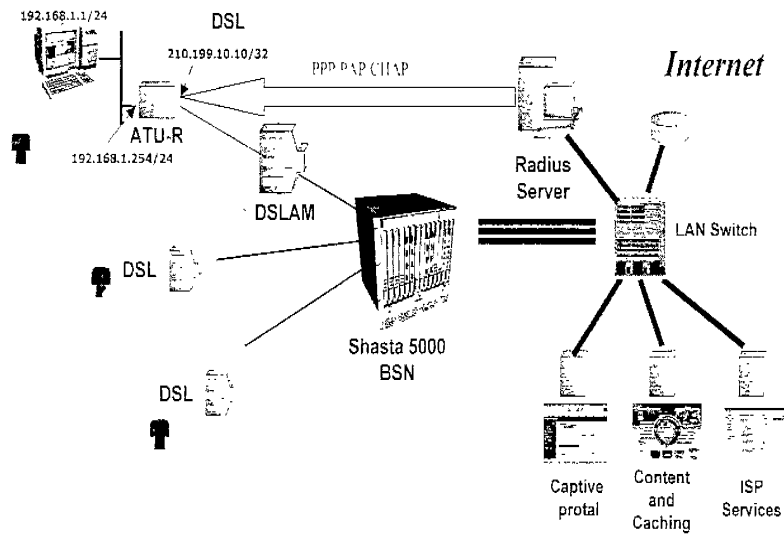 192.168.1.1/24
DSL
210.199.10.10/32
PPP PAP CHAP
Internet
ATU-R
192.168.1.254/24
DSLAM
Radius
Server
LAN Switch
DSL
Shasta 5000
BSN
DSL
Captive
protal
Content
and
Caching
ISP
Services